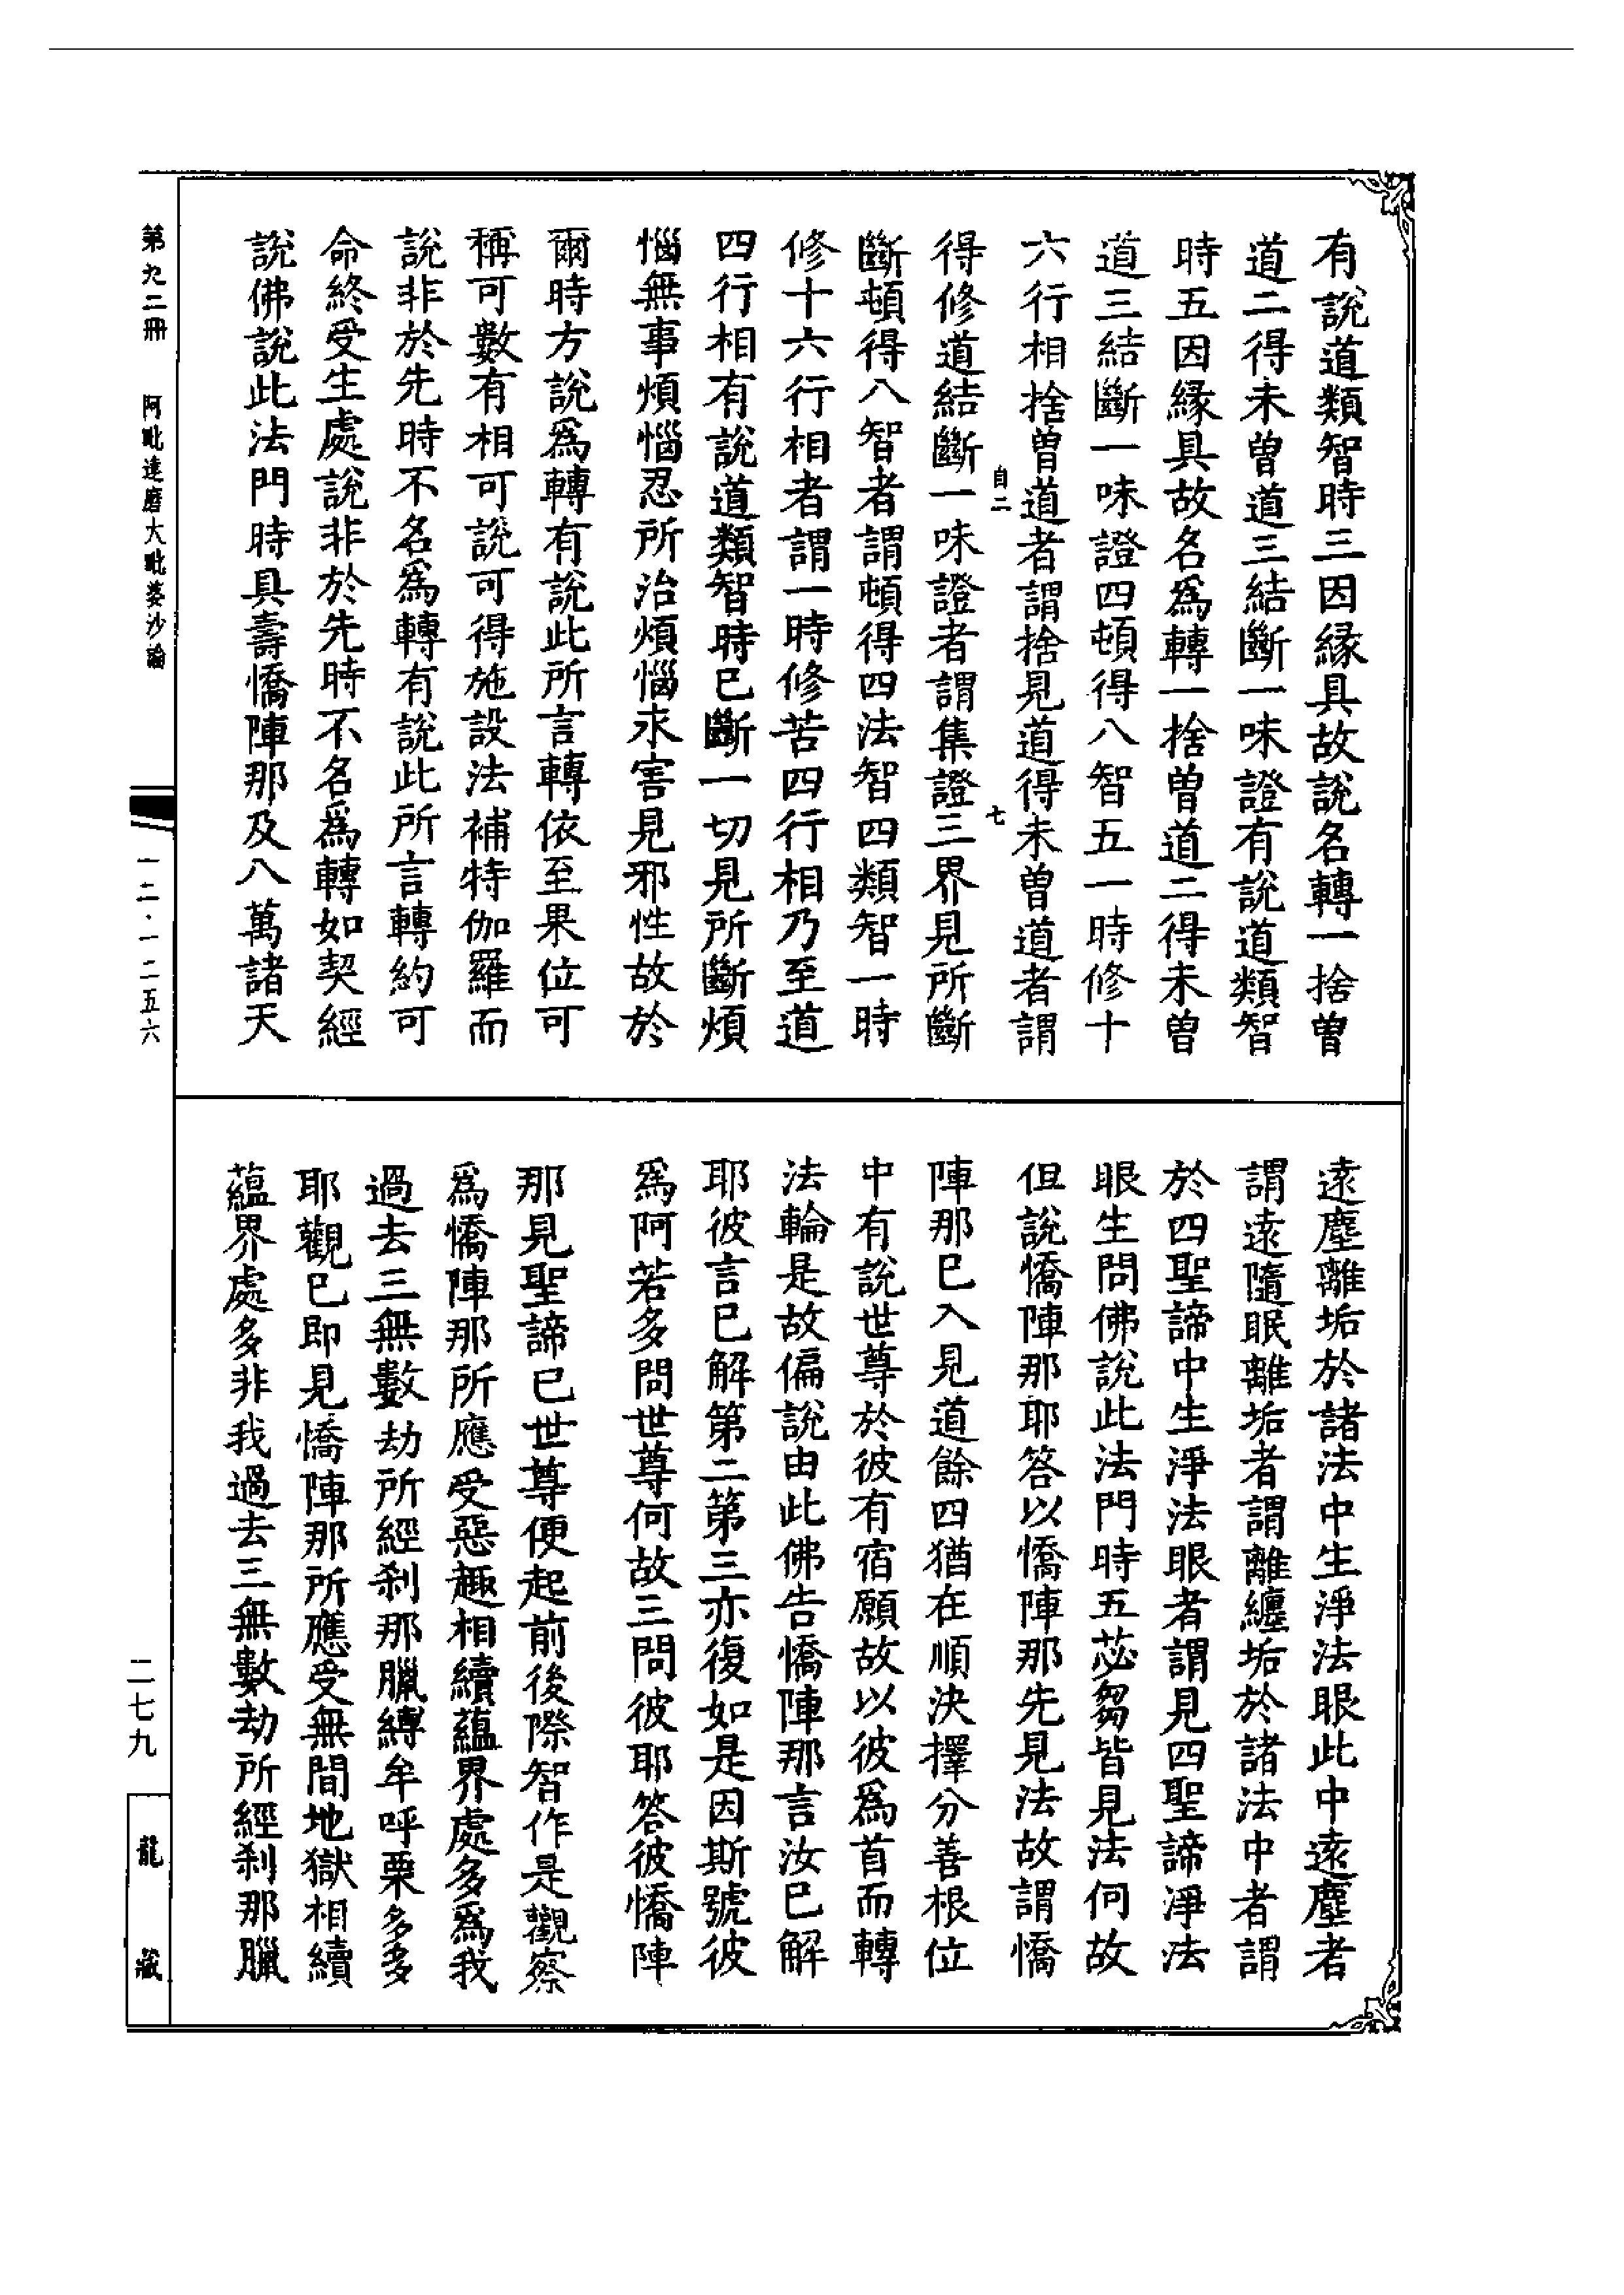 有說道類智時三因緣具故說名轉一捨曾
道二得未曾道三結斷一味證有說道類智
時五因緣具故名爲轉一捨曾道二得未曾
道三結斷一味證四頓得八智五一時修十
六行相捨曾道者謂捨見道得未曾道者謂
自二 七
得修道結斷一味證者謂集證三界見所斷
斷頓得八智者謂頓得四法智四類智一時
修十六行相者謂一時修苦四行相乃至道
四行相有說道類智時已斷一切見所斷煩
惱無事煩惱忍所治煩惱永害見邪性故於
爾時方說爲轉有說此所言轉依至果位可
稱可數有相可說可得施設法補特伽羅而
說非於先時不名爲轉有說此所言轉約可
命終受生處說非於先時不名爲轉如契經
說佛說此法門時具壽憍陣那及八萬諸天
遠塵離垢於諸法中生淨法眼此中遠塵者
謂遠隨眠離垢者謂離纏垢於諸法中者謂
於四聖諦中生淨法眼者謂見四聖諦淨法
眼生問佛說此法門時五苾芻皆見法何故
但說憍陣那耶答以憍陣那先見法故謂憍
陣那已入見道餘四猶在順決擇分善根位
中有說世尊於彼有宿願故以彼爲首而轉
法輪是故偏說由此佛告憍陣那言汝已解
耶彼言已解第二第三亦復如是因斯號彼
爲阿若多問世尊何故三問彼耶答彼憍陣
那見聖諦已世尊便起前後際智作是觀察
爲憍陣那所應受惡趣相續蘊界處多爲我
過去三無數劫所經刹那臘縛牟呼栗多多
耶觀已即見憍陣那所應受無間地獄相續
蘊界處多非我過去三無數劫所經刹那臘
第九二冊 阿毗達磨大毗婆沙論 一二·一二五六 二七九 龍藏